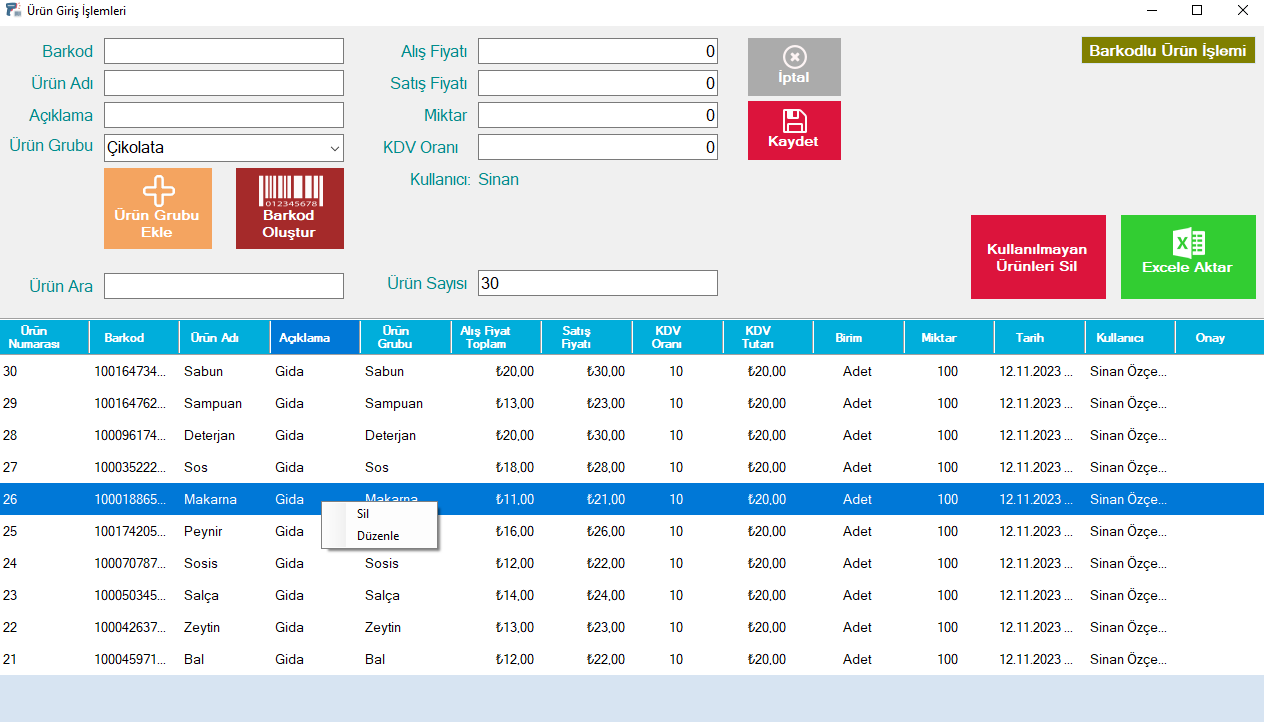 Ürün Giriş İşlemleri
Barkod
Alış Fiyatı 0
İptal
Barkodlu Ürün İşlemi
Ürün Adı
Satış Fiyatı 0
Açıklama
Miktar 0
Kaydet
Ürün Grubu Çikolata
KDV Oranı 0
Kullanıcı: Sinan
Ürün Grubu
Ekle
012345678
Barkod
Oluştur
Kullanılmayan
Ürünleri Sil
Excele Aktar
Ürün Ara
Ürün Sayısı 30
Ürün Numarası Barkod Ürün Adı Açıklama Ürün Grubu Alış Fiyat Toplam Satış Fiyatı KDV Oranı KDV Tutarı Birim Miktar Tarih Kullanıcı Onay
30 100164734... Sabun Gida Sabun ₺20,00 ₺30,00 10 ₺20,00 Adet 100 12.11.2023 ... Sinan Özçe...
29 100164762... Sampuan Gida Sampuan ₺13,00 ₺23,00 10 ₺20,00 Adet 100 12.11.2023 ... Sinan Özçe...
28 100096174... Deterjan Gida Deterjan ₺20,00 ₺30,00 10 ₺20,00 Adet 100 12.11.2023 ... Sinan Özçe...
27 100035222... Sos Gida Sos ₺18,00 ₺28,00 10 ₺20,00 Adet 100 12.11.2023 ... Sinan Özçe...
26 100018865... Makarna Gida Makarna ₺11,00 ₺21,00 10 ₺20,00 Adet 100 12.11.2023 ... Sinan Özçe...
Sil
Düzenle
25 100174205... Peynir Gida ₺16,00 ₺26,00 10 ₺20,00 Adet 100 12.11.2023 ... Sinan Özçe...
24 100070787... Sosis Gida Sosis ₺12,00 ₺22,00 10 ₺20,00 Adet 100 12.11.2023 ... Sinan Özçe...
23 100050345... Salça Gida Salça ₺14,00 ₺24,00 10 ₺20,00 Adet 100 12.11.2023 ... Sinan Özçe...
22 100042637... Zeytin Gida Zeytin ₺13,00 ₺23,00 10 ₺20,00 Adet 100 12.11.2023 ... Sinan Özçe...
21 100045971... Bal Gida Bal ₺12,00 ₺22,00 10 ₺20,00 Adet 100 12.11.2023 ... Sinan Özçe...